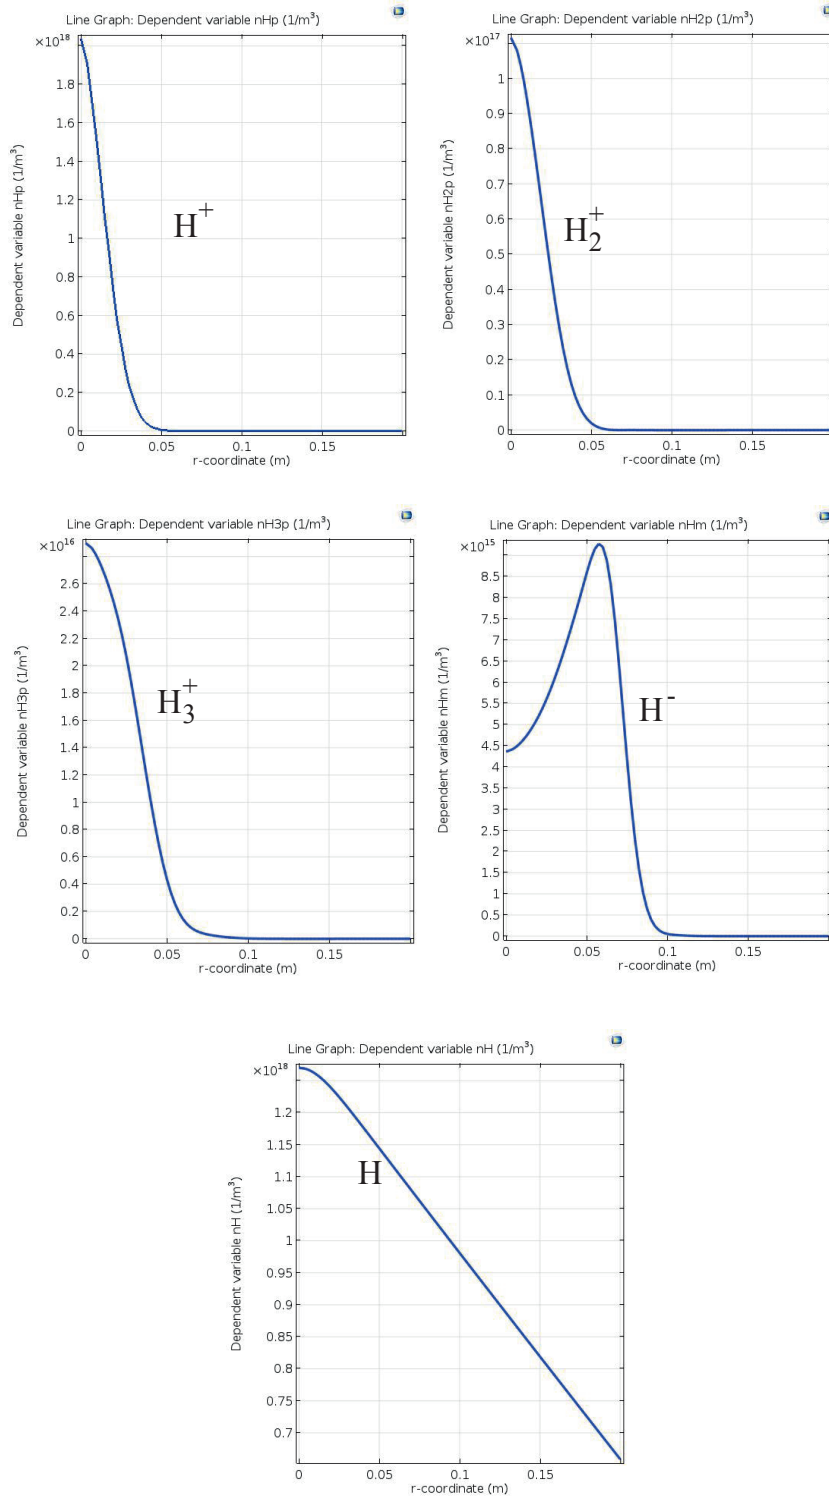 Line Graph: Dependent variable nHp (1/m³)
×10¹⁸
1.8
1.6
1.4
1.2
1
0.8
0.6
0.4
0.2
0
Dependent variable nHp (1/m³)
H⁺
0 0.05 0.1 0.15
r-coordinate (m)
Line Graph: Dependent variable nH2p (1/m³)
×10¹⁷
1
0.9
0.8
0.7
0.6
0.5
0.4
0.3
0.2
0.1
0
Dependent variable nH2p (1/m³)
H₂⁺
0 0.05 0.1 0.15
r-coordinate (m)
Line Graph: Dependent variable nH3p (1/m³)
×10¹⁶
2.6
2.4
2.2
2
1.8
1.6
1.4
1.2
1
0.8
0.6
0.4
0.2
0
Dependent variable nH3p (1/m³)
H₃⁺
0 0.05 0.1 0.15
r-coordinate (m)
Line Graph: Dependent variable nHm (1/m³)
×10¹⁵
8.5
8
7.5
7
6.5
6
5.5
5
4.5
4
3.5
3
2.5
2
1.5
1
0.5
0
Dependent variable nHm (1/m³)
H⁻
0 0.05 0.1 0.15
r-coordinate (m)
Line Graph: Dependent variable nH (1/m³)
×10¹⁸
1.2
1.15
1.1
1.05
1
0.95
0.9
0.85
0.8
0.75
0.7
Dependent variable nH (1/m³)
H
0 0.05 0.1 0.15
r-coordinate (m)